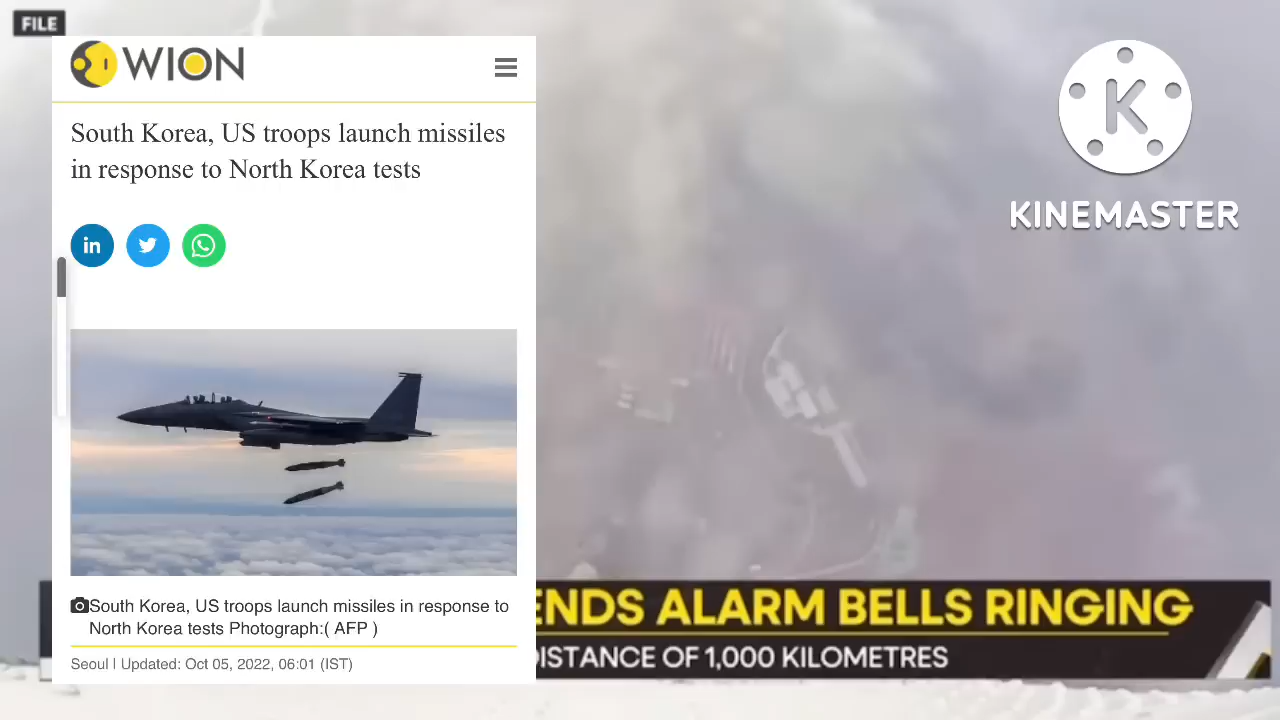 FILE
WION
South Korea, US troops launch missiles
in response to North Korea tests
in
South Korea, US troops launch missiles in response to
North Korea tests Photograph:( AFP )
Seoul | Updated: Oct 05, 2022, 06:01 (IST)
K
KINEMASTER
ENDS ALARM BELLS RINGING
DISTANCE OF 1,000 KILOMETRES